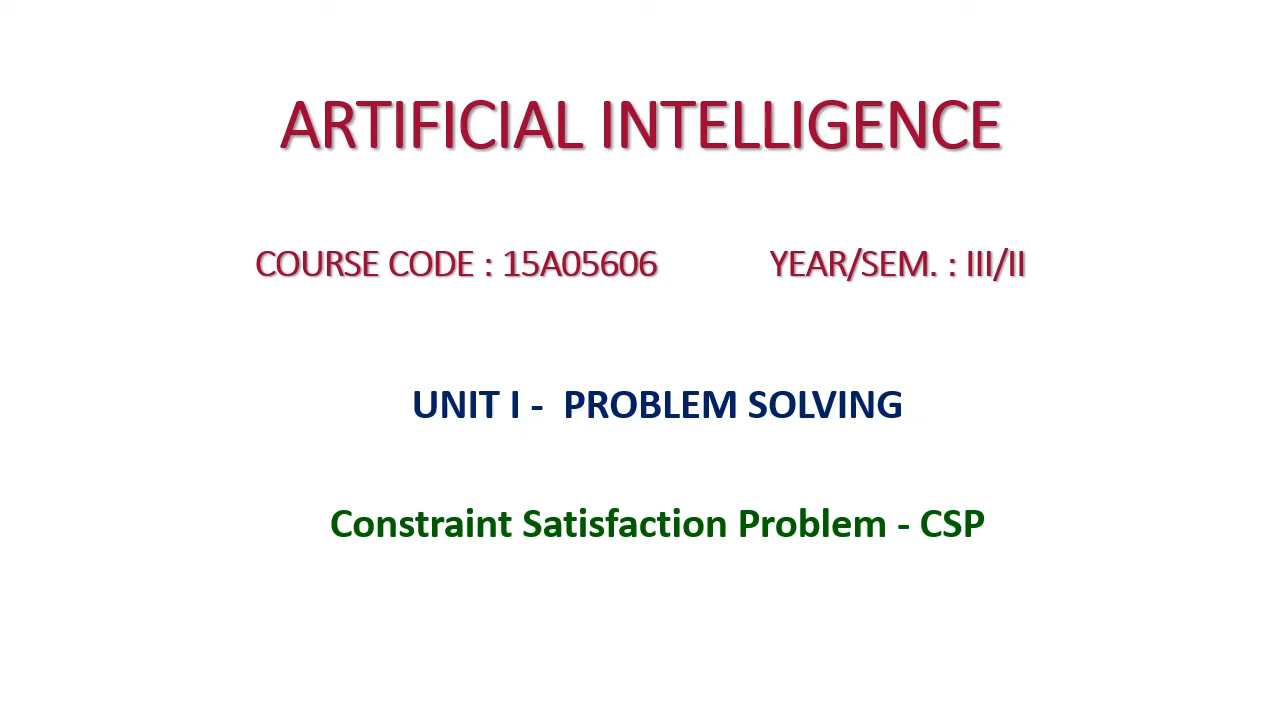 ARTIFICIAL INTELLIGENCE
COURSE CODE : 15A05606 YEAR/SEM. : III/II
UNIT I - PROBLEM SOLVING
Constraint Satisfaction Problem - CSP